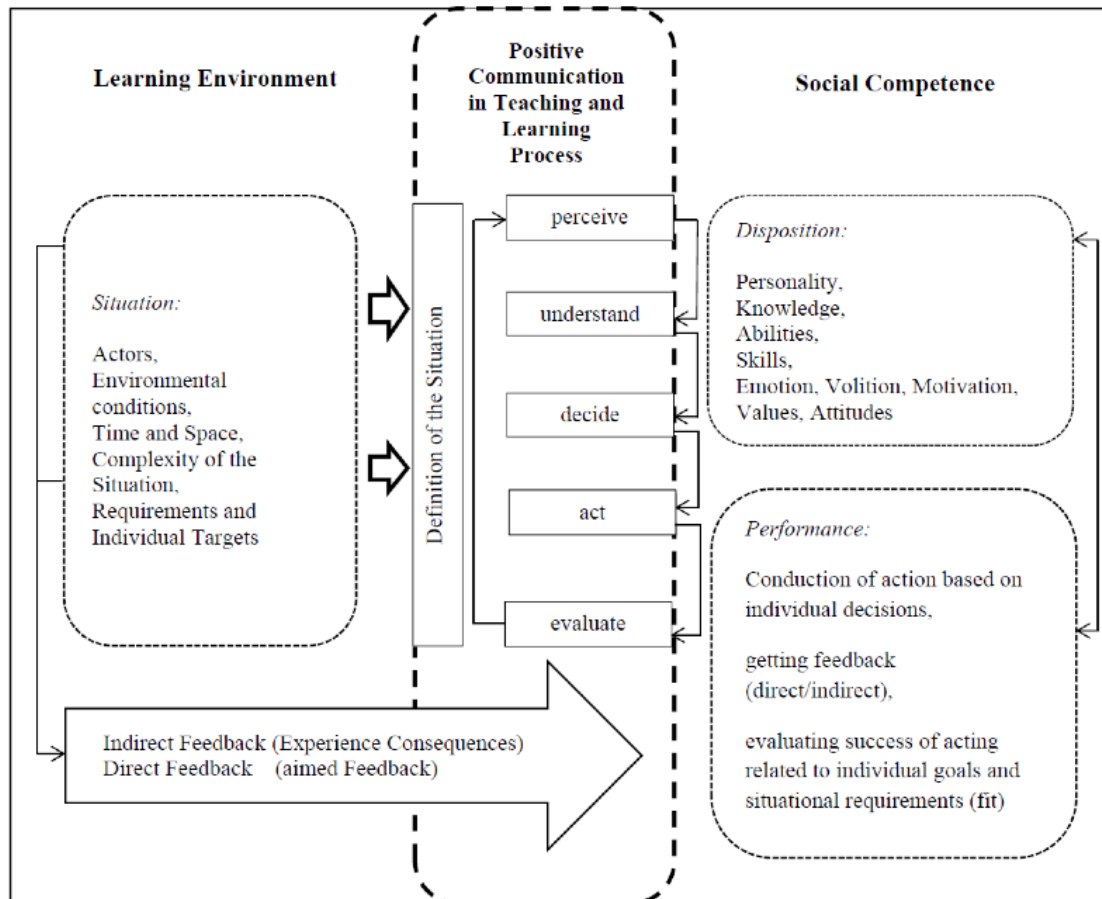 Learning Environment
Positive
Communication
in Teaching and
Learning
Process
Social Competence
Situation:
Actors,
Environmental
conditions,
Time and Space,
Complexity of the
Situation,
Requirements and
Individual Targets
Definition of the Situation
perceive
understand
decide
act
evaluate
Disposition:
Personality,
Knowledge,
Abilities,
Skills,
Emotion, Volition, Motivation,
Values, Attitudes
Performance:
Conduction of action based on
individual decisions,
getting feedback
(direct/indirect),
evaluating success of acting
related to individual goals and
situational requirements (fit)
Indirect Feedback (Experience Consequences)
Direct Feedback (aimed Feedback)